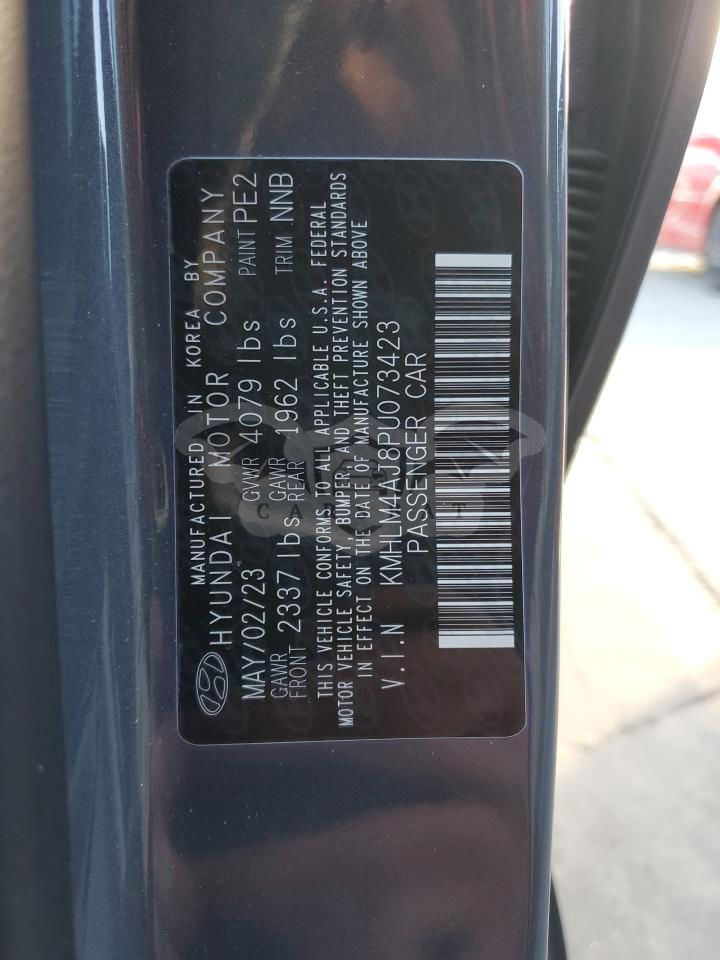 MANUFACTURED IN KOREA BY
HYUNDAI MOTOR COMPANY
MAY/02/23 GVWR 4079 lbs PAINT PE2
GAWR FRONT 2337 lbs GAWR REAR 1962 lbs TRIM NNB
THIS VEHICLE CONFORMS TO ALL APPLICABLE U.S.A. FEDERAL
MOTOR VEHICLE SAFETY, BUMPER, AND THEFT PREVENTION STANDARDS
IN EFFECT ON THE DATE OF MANUFACTURE SHOWN ABOVE
V.I.N KMHLM4AJ8PU073423
PASSENGER CAR